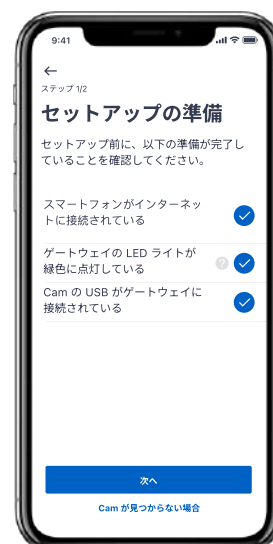 9:41
←
ステップ 1/2
セットアップの準備
セットアップ前に、以下の準備が完了し
ていることを確認してください。
スマートフォンがインターネッ
トに接続されている
ゲートウェイの LED ライトが
緑色に点灯している
?
Cam の USB がゲートウェイに
接続されている
次へ
Cam が見つからない場合